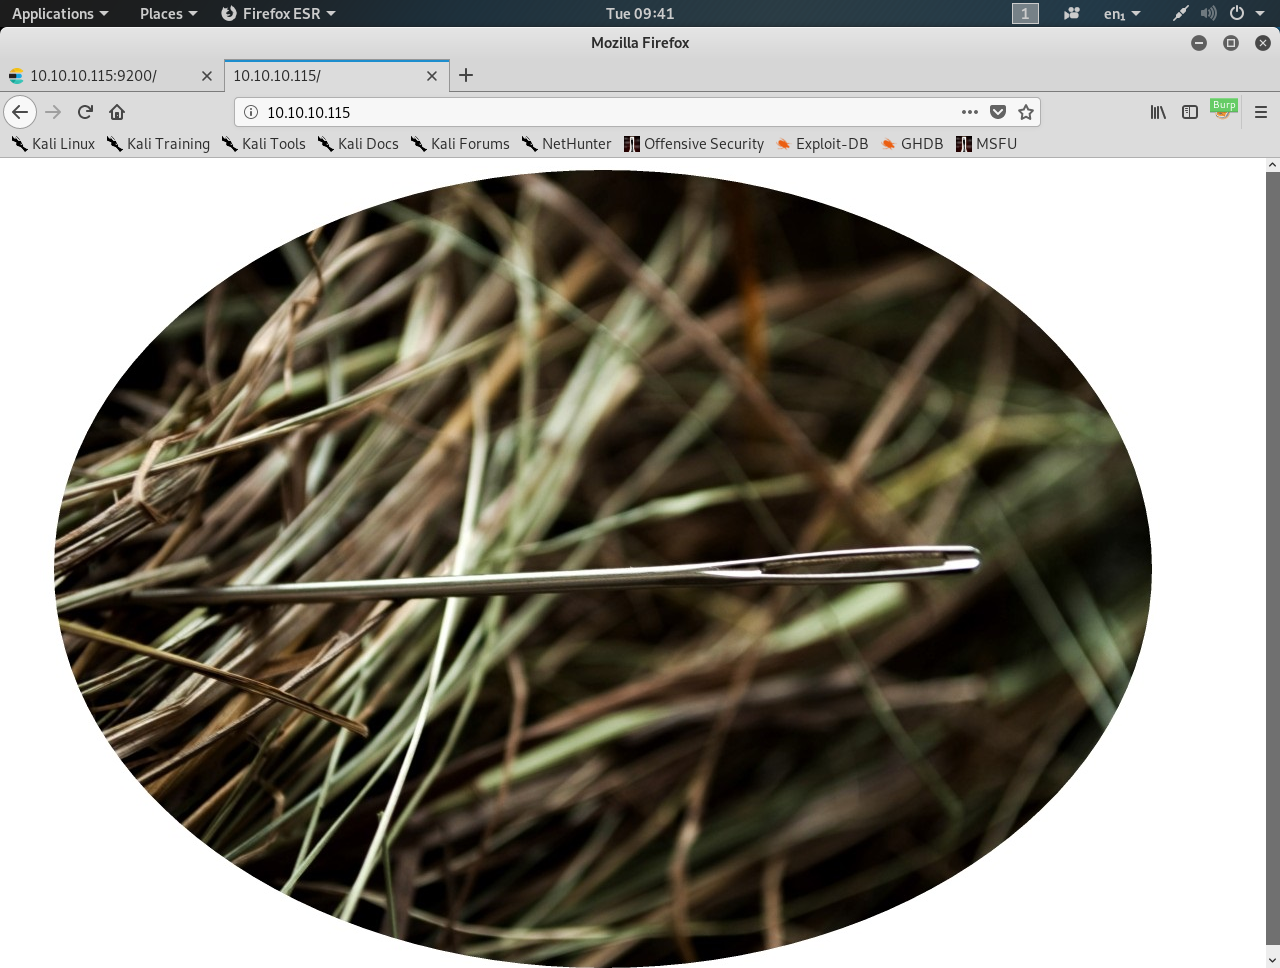 Applications Places Firefox ESR Tue 09:41 1 en₁
Mozilla Firefox
10.10.10.115:9200/ 10.10.10.115/
10.10.10.115 Burp
Kali Linux Kali Training Kali Tools Kali Docs Kali Forums NetHunter Offensive Security Exploit-DB GHDB MSFU